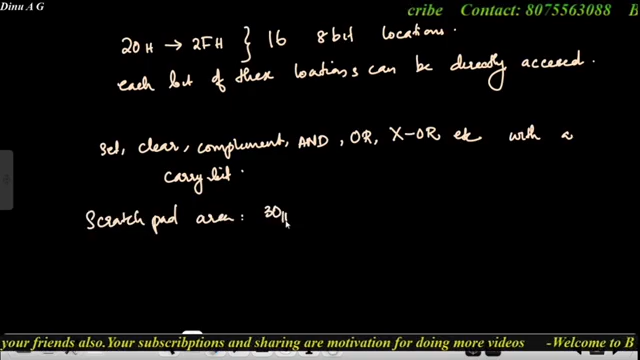 Dinu A G
cribe Contact: 8075563088 B
20H → 2FH } 16 8bit locations.
each bit of these locations can be directly accessed.
set, clear, complement, AND, OR, X-OR etc with a
carry bit.
Scratch pad area: 30H
your friends also.Your subscribptions and sharing are motivation for doing more videos -Welcome to B